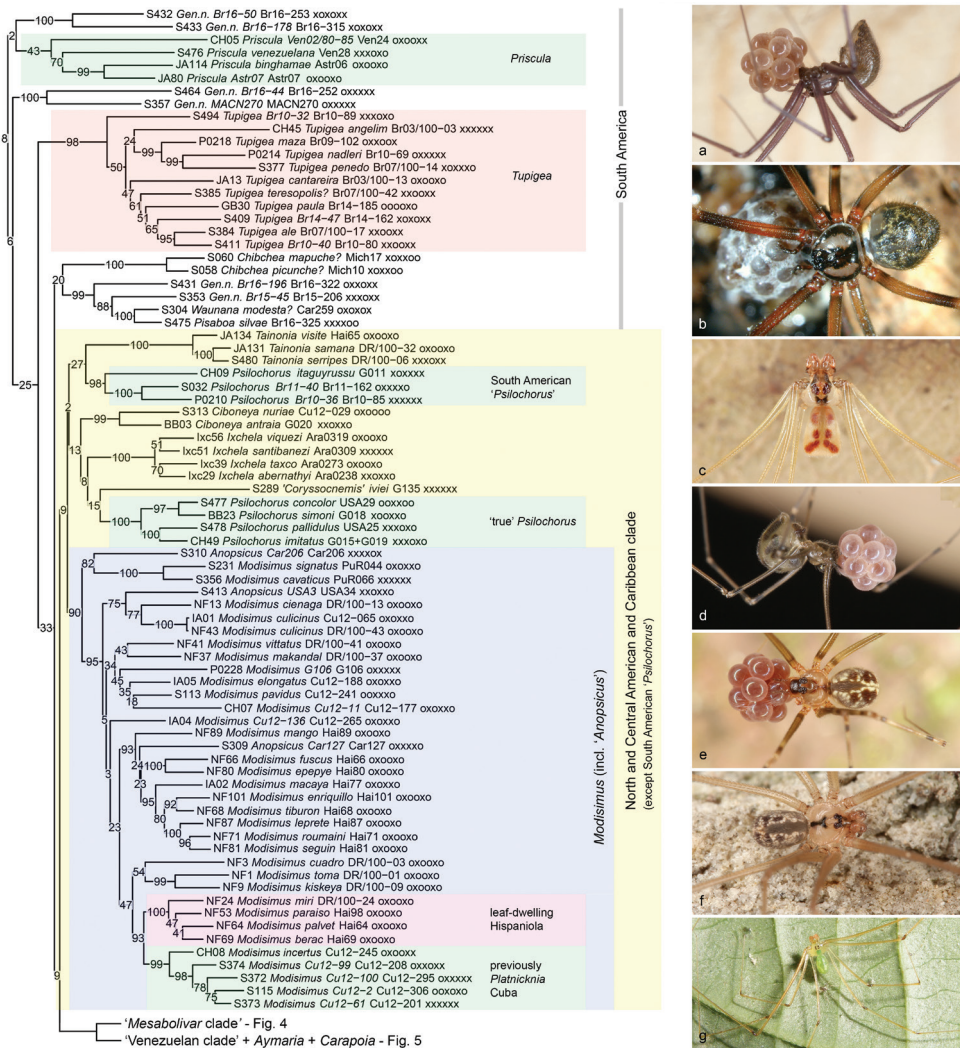 S432 Gen.n. Br16-50 Br16-253 xoxoxx
100
S433 Gen.n. Br16-178 Br16-315 xoxoxx
2
CH05 Priscula Ven02/80-85 Ven24 oxooxx
43
S476 Priscula venezuelana Ven28 xxxoxo
Priscula
70
JA114 Priscula binghamae Astr06 oxooxo
99
JA80 Priscula Astr07 Astr07 oxooxo
S464 Gen.n. Br16-44 Br16-252 oxxxxx
100
S357 Gen.n. MACN270 MACN270 oxxxxx
8
S494 Tupigea Br10-32 Br10-89 xxxoxo
CH45 Tupigea angelim Br03/100-03 xxxxxx
98
24
P0218 Tupigea maza Br09-102 oxxoox
99
P0214 Tupigea nadleri Br10-69 oxxxxx
50
99
S377 Tupigea penedo Br07/100-14 xoxxxo
Tupigea
JA13 Tupigea cantareira Br03/100-13 oxooxo
47
S385 Tupigea teresopolis? Br07/100-42 xxooxx
61
GB30 Tupigea paula Br14-185 oooxxo
51
S409 Tupigea Br14-47 Br14-162 xoxoxx
65
S384 Tupigea ale Br07/100-17 xxooxx
95
S411 Tupigea Br10-40 Br10-80 xxooxx
6
S060 Chibchea mapuche? Mich17 xxoxoo
100
S058 Chibchea picunche? Mich10 xxoxoo
20
S431 Gen.n. Br16-196 Br16-322 oxxoxo
99
S353 Gen.n. Br15-45 Br15-206 xxxoxx
88
S304 Waunana modesta? Car259 oxoxox
100
S475 Pisaboa silvae Br16-325 xxxxoo
South America
JA134 Tainonia visite Hai65 oxoxxo
100
JA131 Tainonia samana DR/100-32 oxooxo
100
S480 Tainonia serripes DR/100-06 xxxoxx
27
CH09 Psilochorus itaguyrussu G011 xoxxxx
98
S032 Psilochorus Br11-40 Br11-162 oxxxxo
100
P0210 Psilochorus Br10-36 Br10-85 xxxxxx
South American
'Psilochorus'
25
2
S313 Ciboneya nuriae Cu12-029 oxoooo
99
BB03 Ciboneya antraia G020 xxoxxo
13
Ixc56 Ixchela viquezi Ara0319 oxooxo
51
Ixc51 Ixchela santibanezi Ara0309 xxxxxx
100
Ixc39 Ixchela taxco Ara0273 oxooxo
70
Ixc29 Ixchela abernathyi Ara0238 xxoxxo
8
S289 'Coryssocnemis' iviei G135 xxxxxx
15
S477 Psilochorus concolor USA29 ooxxoo
97
BB23 Psilochorus simoni G018 xooxxo
100
S478 Psilochorus pallidulus USA25 xxxoxo
CH49 Psilochorus imitatus G015+G019 xxxoxo
'true' Psilochorus
9
S310 Anopsicus Car206 Car206 xxxxox
82
S231 Modisimus signatus PuR044 oxoxxo
100
S356 Modisimus cavaticus PuR066 xxxxxx
90
S413 Anopsicus USA3 USA34 xxoxxx
75
NF13 Modisimus cienaga DR/100-13 oxooxo
77
IA01 Modisimus culicinus Cu12-065 oxooxo
100
NF43 Modisimus culicinus DR/100-43 oxooxo
33
95
NF41 Modisimus vittatus DR/100-41 oxooxo
43
NF37 Modisimus makandal DR/100-37 oxooxo
34
P0228 Modisimus G106 G106 oxxxxx
45
IA05 Modisimus elongatus Cu12-188 oxooxo
35
S113 Modisimus pavidus Cu12-241 ooxxxo
18
CH07 Modisimus Cu12-11 Cu12-177 oxooxo
5
IA04 Modisimus Cu12-136 Cu12-265 oxooxo
NF89 Modisimus mango Hai89 oxooxo
93
S309 Anopsicus Car127 Car127 oxxxxo
3
24
NF66 Modisimus fuscus Hai66 oxooxo
100
NF80 Modisimus epepye Hai80 oxooxo
23
IA02 Modisimus macaya Hai77 oxooxo
95
NF101 Modisimus enriquillo Hai101 oxooxo
92
NF68 Modisimus tiburon Hai68 oxooxo
80
NF87 Modisimus leprete Hai87 oxooxo
23
100
NF71 Modisimus roumaini Hai71 oxooxo
96
NF81 Modisimus seguin Hai81 oxooxo
NF3 Modisimus cuadro DR/100-03 oxooxo
54
NF1 Modisimus toma DR/100-01 oxooxo
99
NF9 Modisimus kiskeya DR/100-09 oxooxo
47
NF24 Modisimus miri DR/100-24 oxooxo
100
NF53 Modisimus paraiso Hai98 oxooxo
47
NF64 Modisimus palvet Hai64 oxooxo
41
NF69 Modisimus berac Hai69 oxooxo
leaf-dwelling
Hispaniola
93
CH08 Modisimus incertus Cu12-245 oxooxx
99
S374 Modisimus Cu12-99 Cu12-208 oxxoxx
98
S372 Modisimus Cu12-100 Cu12-295 oxxxxx
78
S115 Modisimus Cu12-2 Cu12-306 ooxoxo
75
S373 Modisimus Cu12-61 Cu12-201 xxxxxx
previously
Platnicknia
Cuba
Modisimus (incl. 'Anopsicus')
North and Central American and Caribbean clade
(except South American 'Psilochorus')
9
'Mesabolivar clade' - Fig. 4
'Venezuelan clade' + Aymaria + Carapoia - Fig. 5
a
b
c
d
e
f
g